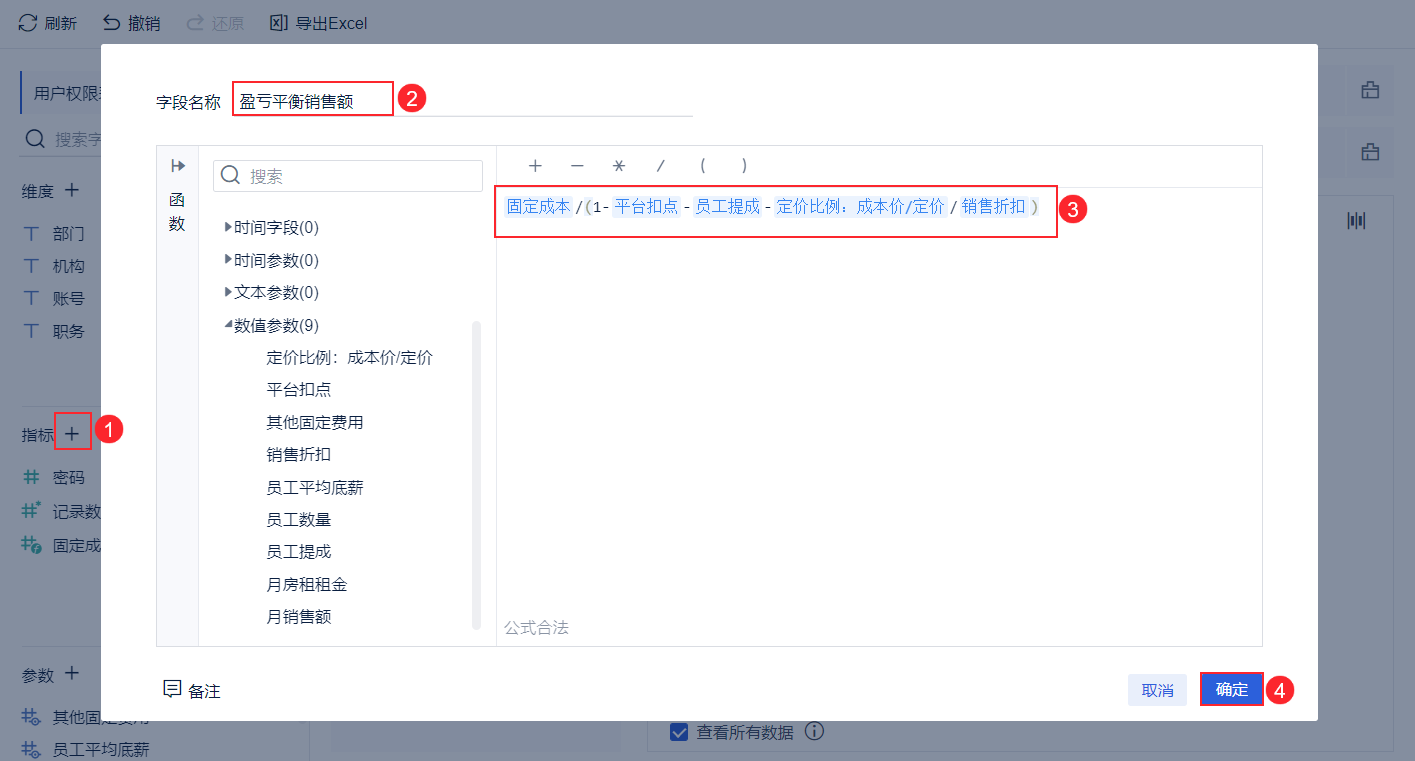 刷新 撤销 还原 导出Excel
字段名称 盈亏平衡销售额 2
用户权限
搜索字
函数
搜索
+ − * / ( )
固定成本/(1-平台扣点-员工提成-定价比例：成本价/定价/销售折扣) 3
维度 +
部门
机构
账号
职务
时间字段(0)
时间参数(0)
文本参数(0)
数值参数(9)
定价比例：成本价/定价
平台扣点
其他固定费用
销售折扣
员工平均底薪
员工数量
员工提成
月房租租金
月销售额
指标 + 1
密码
记录数
固定成
公式合法
参数 +
其他固定费用
员工平均底薪
备注
取消 确定 4
查看所有数据